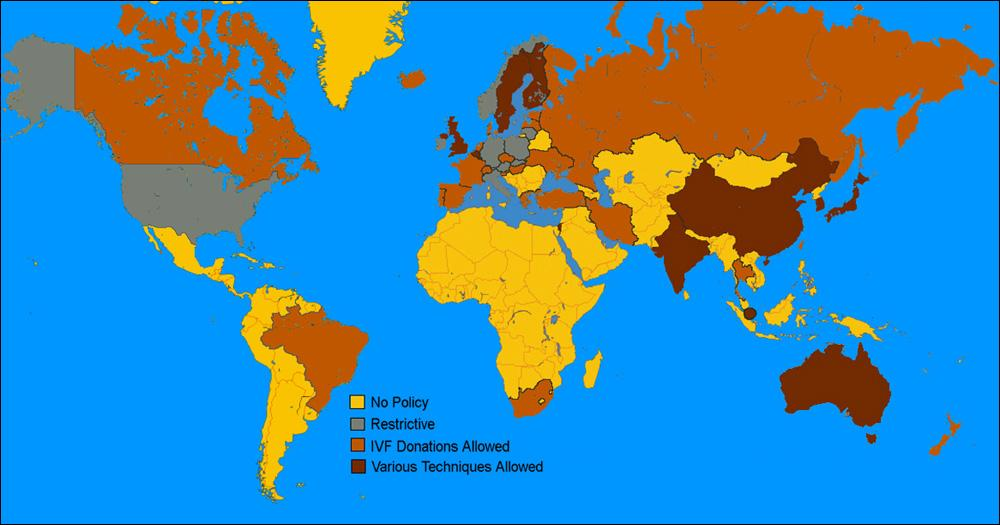 No Policy
Restrictive
IVF Donations Allowed
Various Techniques Allowed